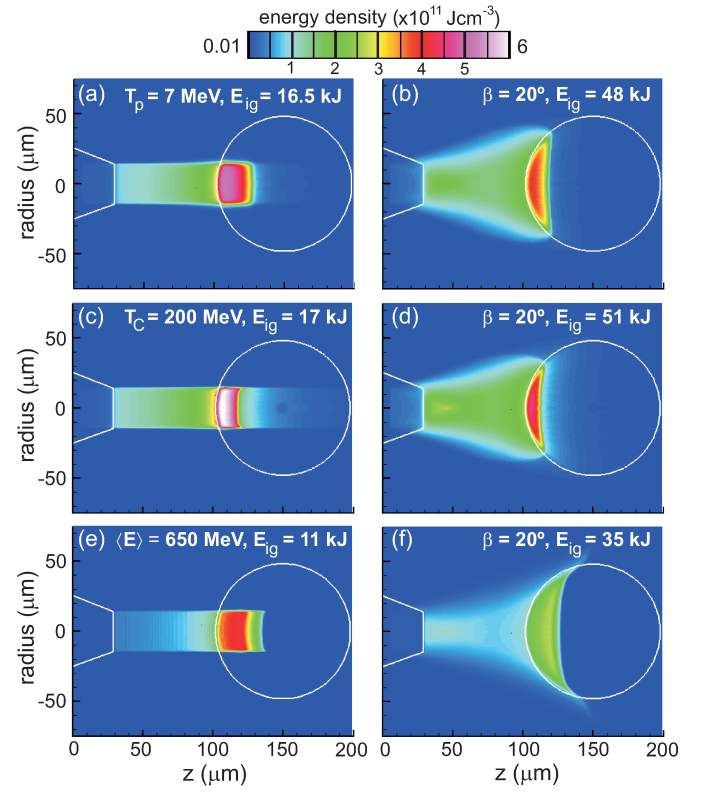 energy density (x10¹¹ Jcm⁻³)
0.01 1 2 3 4 5 6
(a) Tₚ = 7 MeV, E_ig = 16.5 kJ
(b) β = 20º, E_ig = 48 kJ
radius (μm)
50
0
-50
(c) T_C = 200 MeV, E_ig = 17 kJ
(d) β = 20º, E_ig = 51 kJ
radius (μm)
50
0
-50
(e) ⟨E⟩ = 650 MeV, E_ig = 11 kJ
(f) β = 20º, E_ig = 35 kJ
radius (μm)
50
0
-50
0 50 100 150 200
0 50 100 150 200
z (μm)
z (μm)